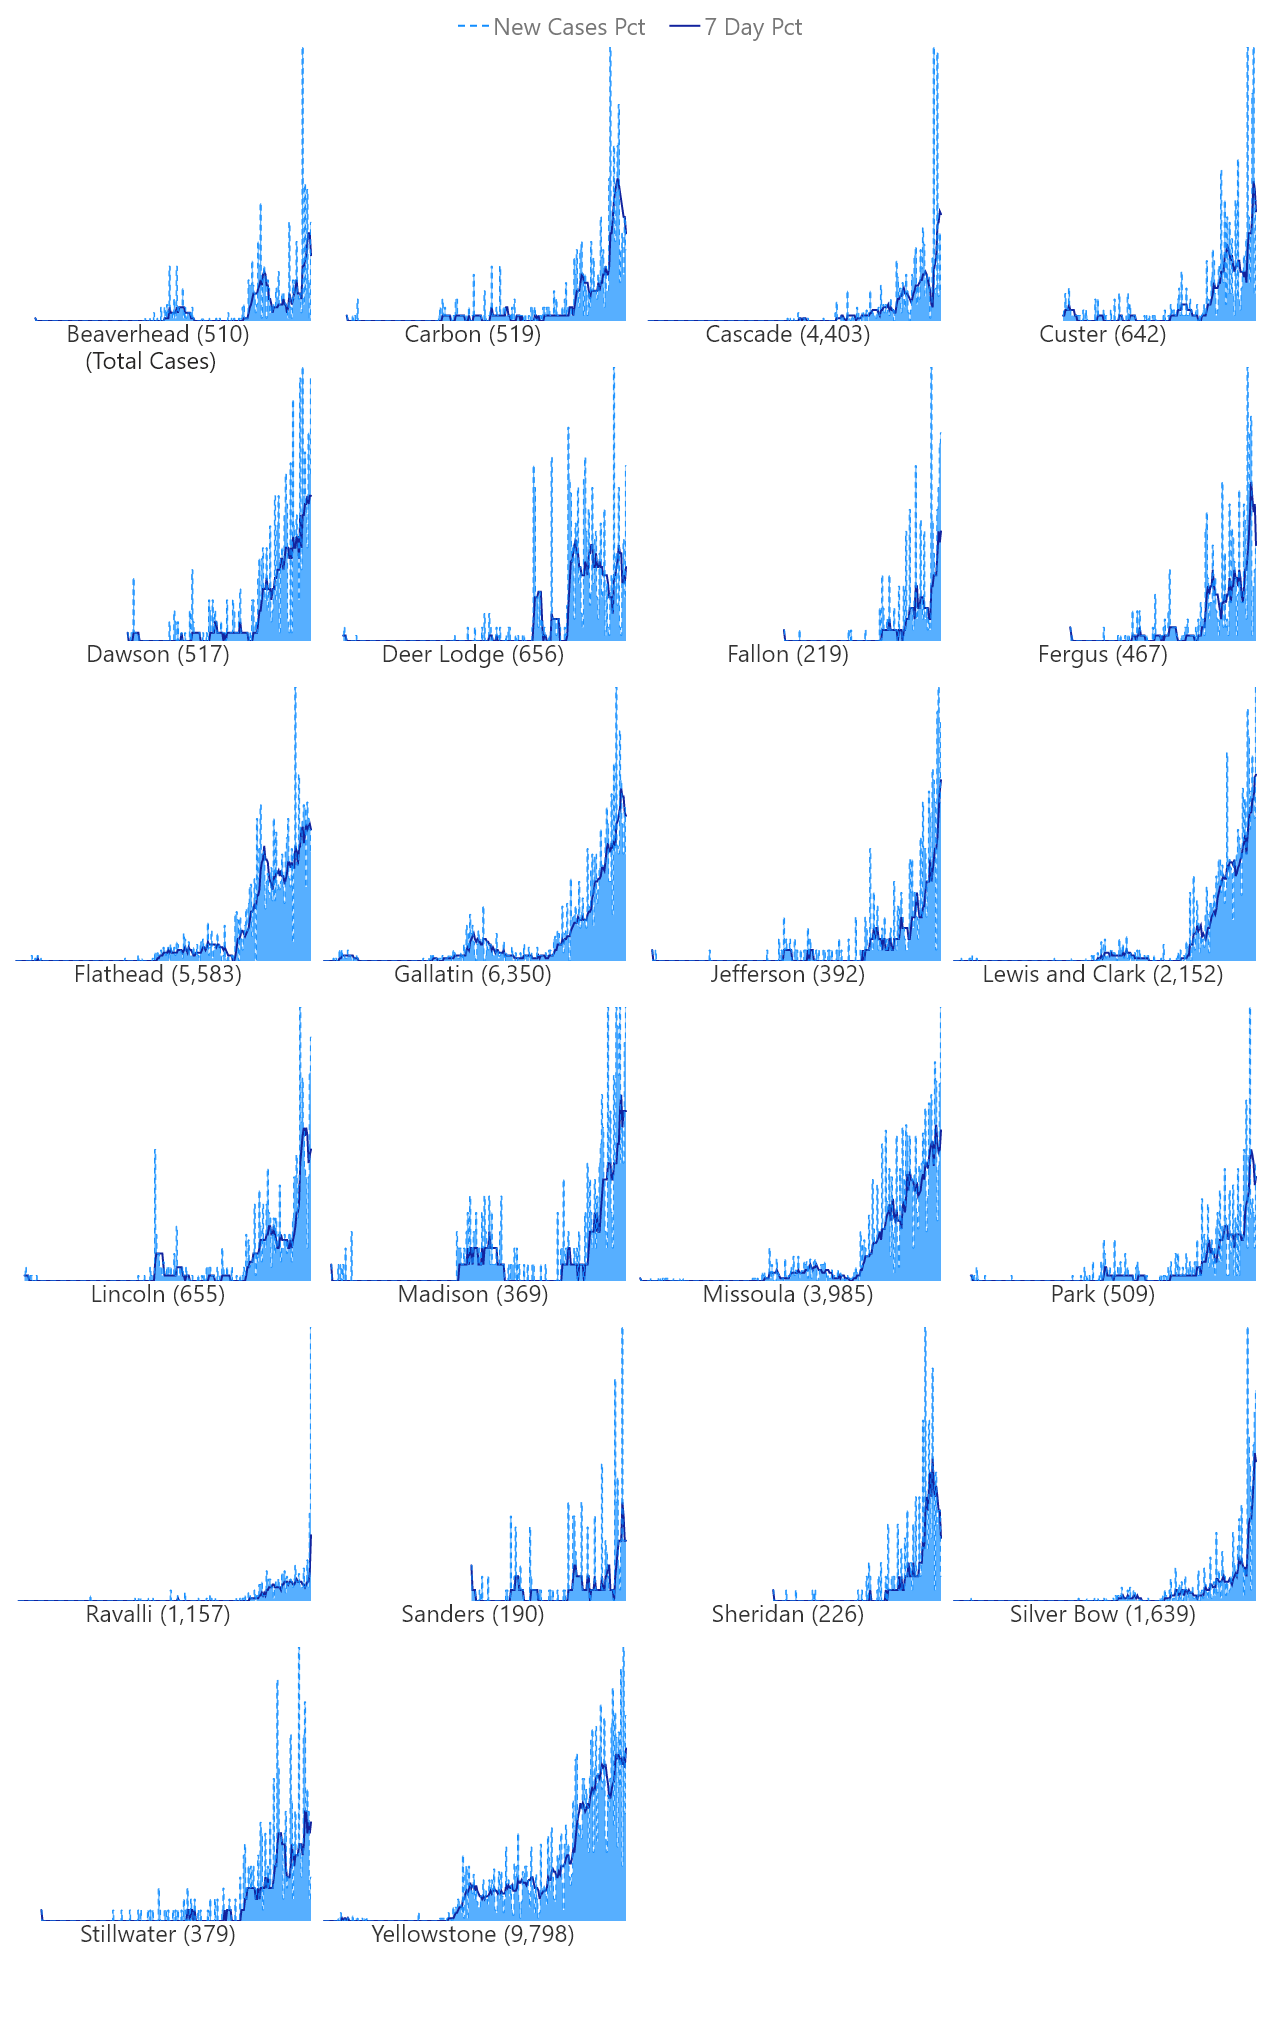 New Cases Pct 7 Day Pct
Beaverhead (510) Carbon (519) Cascade (4,403) Custer (642)
(Total Cases)
Dawson (517) Deer Lodge (656) Fallon (219) Fergus (467)
Flathead (5,583) Gallatin (6,350) Jefferson (392) Lewis and Clark (2,152)
Lincoln (655) Madison (369) Missoula (3,985) Park (509)
Ravalli (1,157) Sanders (190) Sheridan (226) Silver Bow (1,639)
Stillwater (379) Yellowstone (9,798)